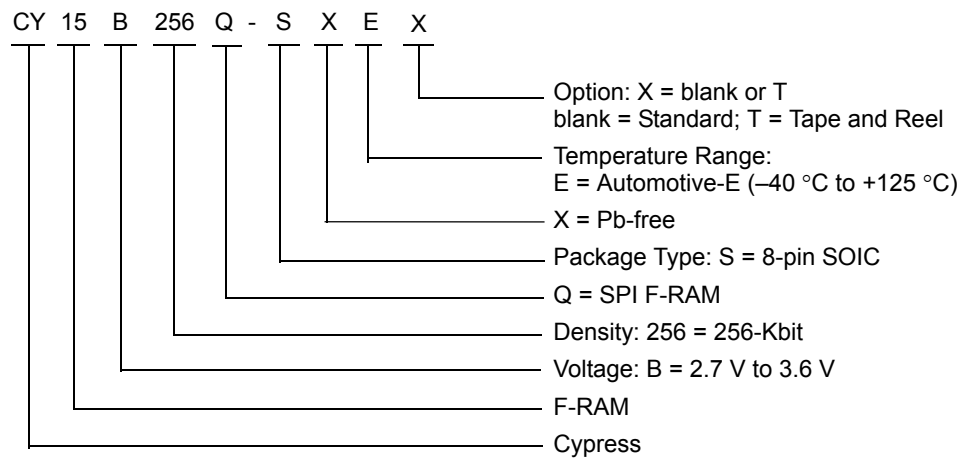 CY 15 B 256 Q - S X E X
Option: X = blank or T
blank = Standard; T = Tape and Reel
Temperature Range:
E = Automotive-E (–40 °C to +125 °C)
X = Pb-free
Package Type: S = 8-pin SOIC
Q = SPI F-RAM
Density: 256 = 256-Kbit
Voltage: B = 2.7 V to 3.6 V
F-RAM
Cypress